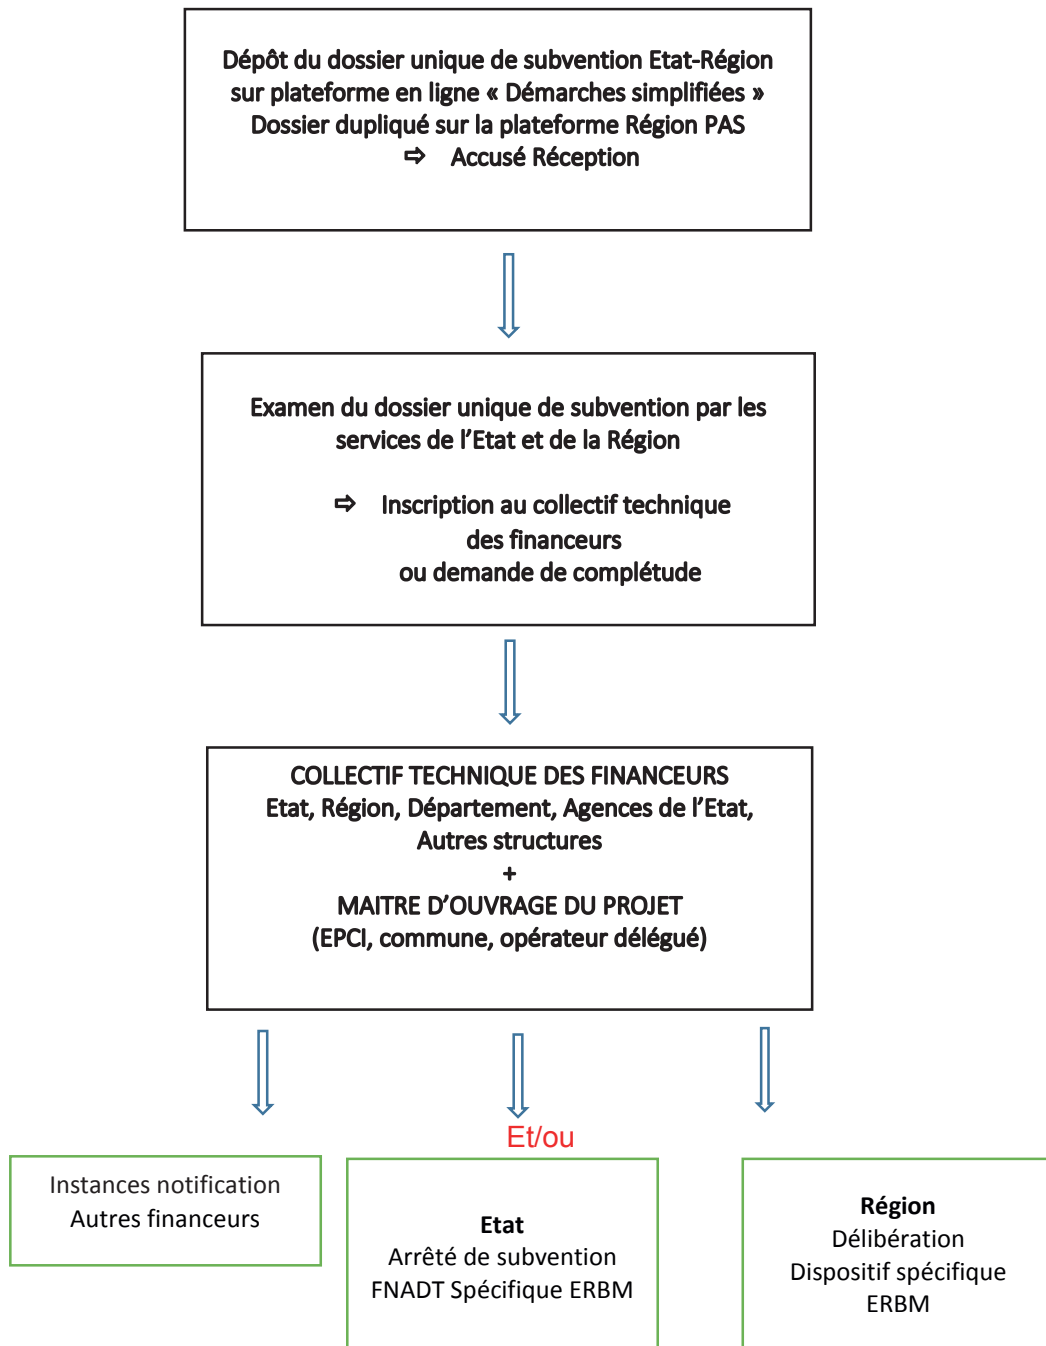 Dépôt du dossier unique de subvention Etat-Région
sur plateforme en ligne « Démarches simplifiées »
Dossier dupliqué sur la plateforme Région PAS
⇨ Accusé Réception
Examen du dossier unique de subvention par les
services de l’Etat et de la Région
⇨ Inscription au collectif technique
des financeurs
ou demande de complétude
COLLECTIF TECHNIQUE DES FINANCEURS
Etat, Région, Département, Agences de l’Etat,
Autres structures
+
MAITRE D’OUVRAGE DU PROJET
(EPCI, commune, opérateur délégué)
Et/ou
Instances notification
Autres financeurs
Etat
Arrêté de subvention
FNADT Spécifique ERBM
Région
Délibération
Dispositif spécifique
ERBM